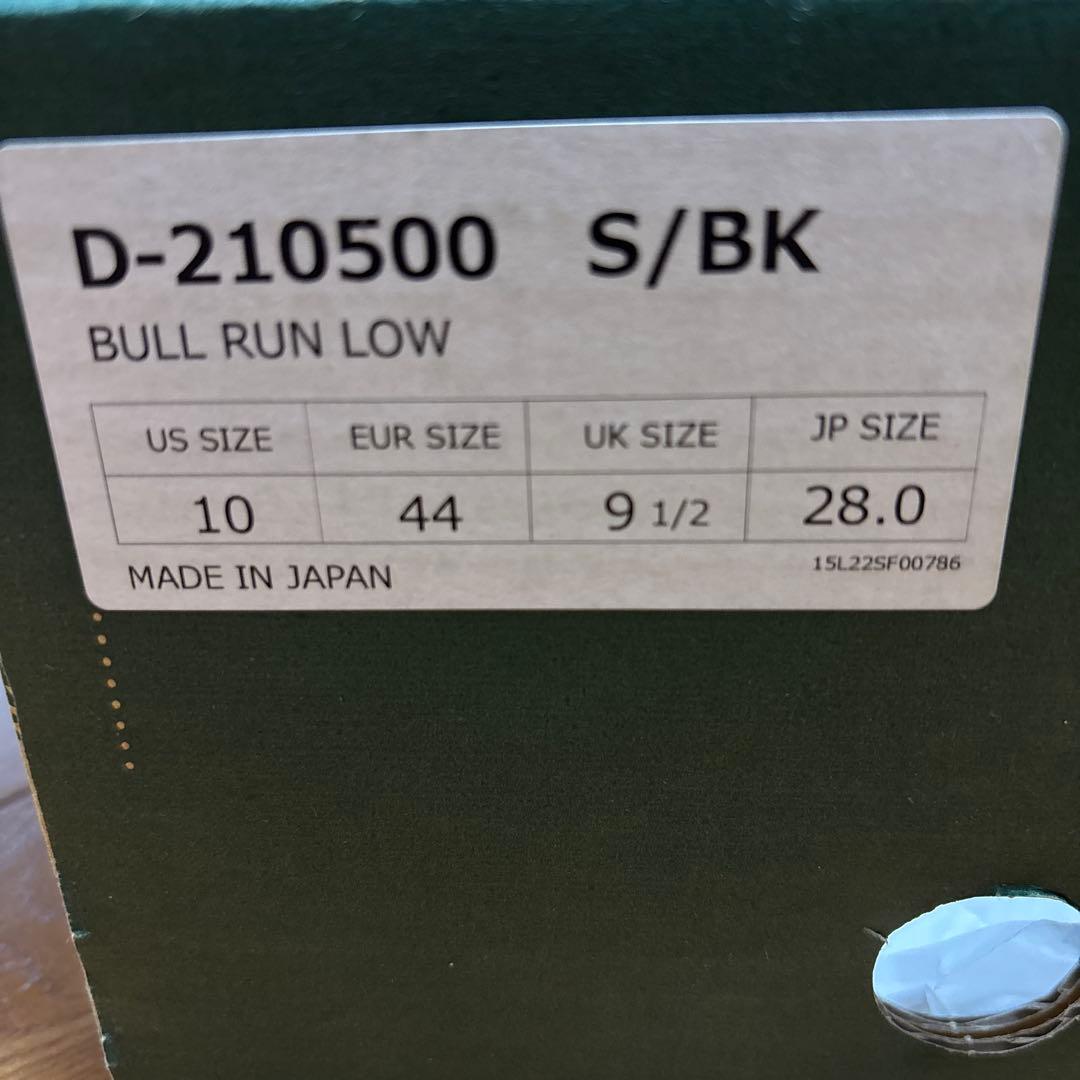 D-210500 S/BK
BULL RUN LOW
US SIZE EUR SIZE UK SIZE JP SIZE
10 44 9 1/2 28.0
MADE IN JAPAN 15L22SF00786